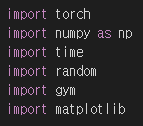 import torch
import numpy as np
import time
import random
import gym
import matplotlib